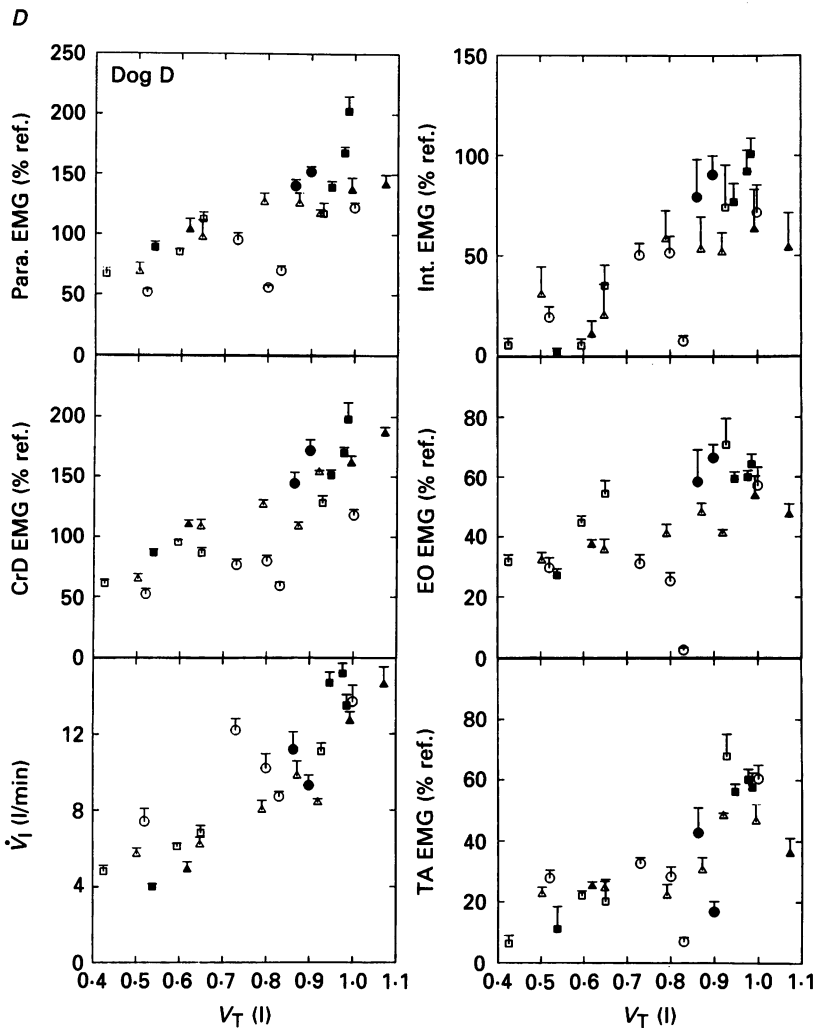 D
Dog D
Para. EMG (% ref.)
250
200
150
100
50
0
Int. EMG (% ref.)
150
100
50
0
CrD EMG (% ref.)
200
150
100
50
0
EO EMG (% ref.)
80
60
40
20
0
V̇I (l/min)
12
8
4
0
0·4 0·5 0·6 0·7 0·8 0·9 1·0 1·1
VT (l)
TA EMG (% ref.)
80
60
40
20
0
0·4 0·5 0·6 0·7 0·8 0·9 1·0 1·1
VT (l)